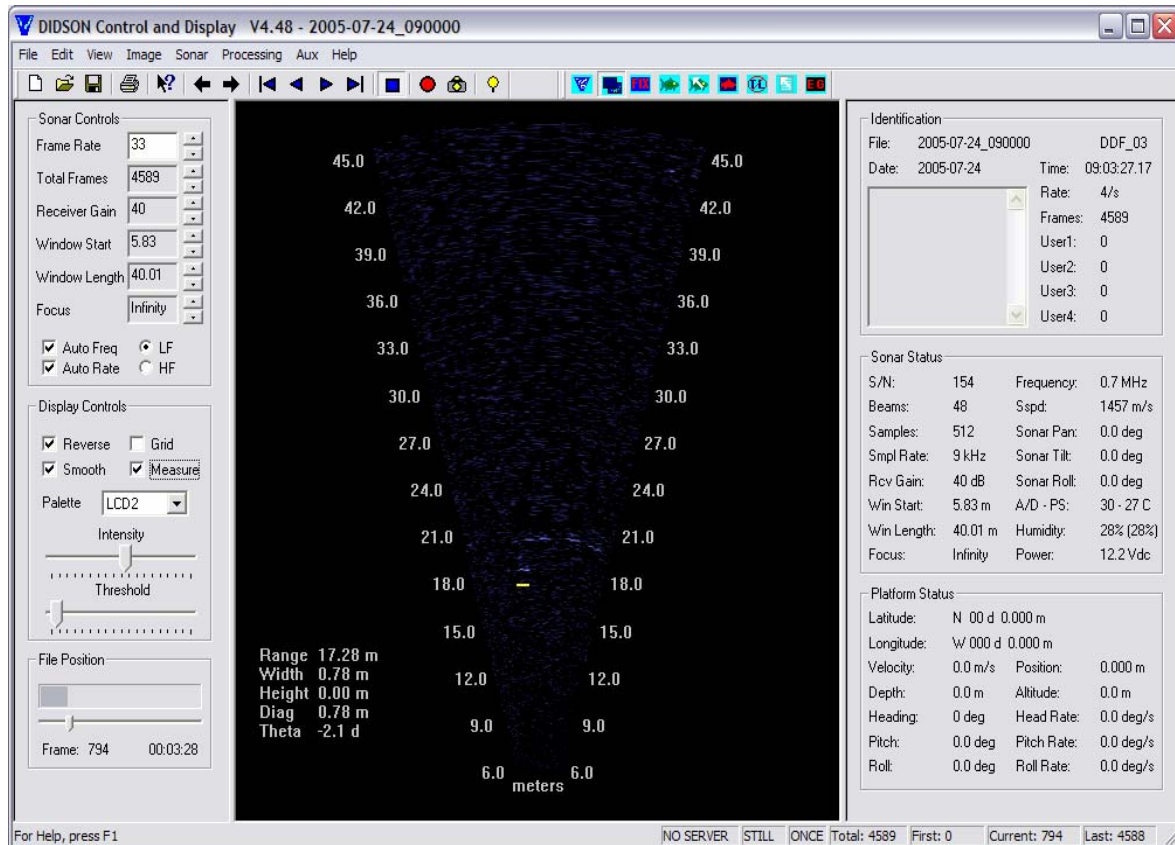 DIDSON Control and Display V4.48 - 2005-07-24_090000
File Edit View Image Sonar Processing Aux Help
FIX
EG
Sonar Controls
Frame Rate 33
Total Frames 4589
Receiver Gain 40
Window Start 5.83
Window Length 40.01
Focus Infinity
Auto Freq LF
Auto Rate HF
Display Controls
Reverse Grid
Smooth Measure
Palette LCD2
Intensity
Threshold
File Position
Frame: 794 00:03:28
45.0 45.0
42.0 42.0
39.0 39.0
36.0 36.0
33.0 33.0
30.0 30.0
27.0 27.0
24.0 24.0
21.0 21.0
18.0 18.0
15.0 15.0
12.0 12.0
9.0 9.0
6.0 6.0
meters
Range 17.28 m
Width 0.78 m
Height 0.00 m
Diag 0.78 m
Theta -2.1 d
Identification
File: 2005-07-24_090000 DDF_03
Date: 2005-07-24 Time: 09:03:27.17
Rate: 4/s
Frames: 4589
User1: 0
User2: 0
User3: 0
User4: 0
Sonar Status
S/N: 154 Frequency: 0.7 MHz
Beams: 48 Sspd: 1457 m/s
Samples: 512 Sonar Pan: 0.0 deg
Smpl Rate: 9 kHz Sonar Tilt: 0.0 deg
Rcv Gain: 40 dB Sonar Roll: 0.0 deg
Win Start: 5.83 m A/D - PS: 30 - 27 C
Win Length: 40.01 m Humidity: 28% (28%)
Focus: Infinity Power: 12.2 Vdc
Platform Status
Latitude: N 00 d 0.000 m
Longitude: W 000 d 0.000 m
Velocity: 0.0 m/s Position: 0.000 m
Depth: 0.0 m Altitude: 0.0 m
Heading: 0 deg Head Rate: 0.0 deg/s
Pitch: 0.0 deg Pitch Rate: 0.0 deg/s
Roll: 0.0 deg Roll Rate: 0.0 deg/s
For Help, press F1 NO SERVER STILL ONCE Total: 4589 First: 0 Current: 794 Last: 4588